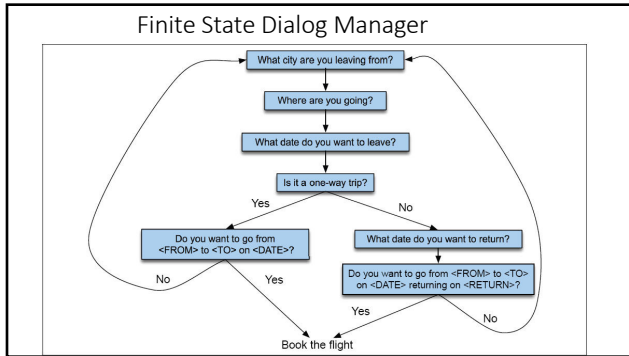 Finite State Dialog Manager
What city are you leaving from?
Where are you going?
What date do you want to leave?
Is it a one-way trip?
Yes
No
Do you want to go from
<FROM> to <TO> on <DATE>?
What date do you want to return?
Do you want to go from <FROM> to <TO>
on <DATE> returning on <RETURN>?
No
Yes
Yes
No
Book the flight